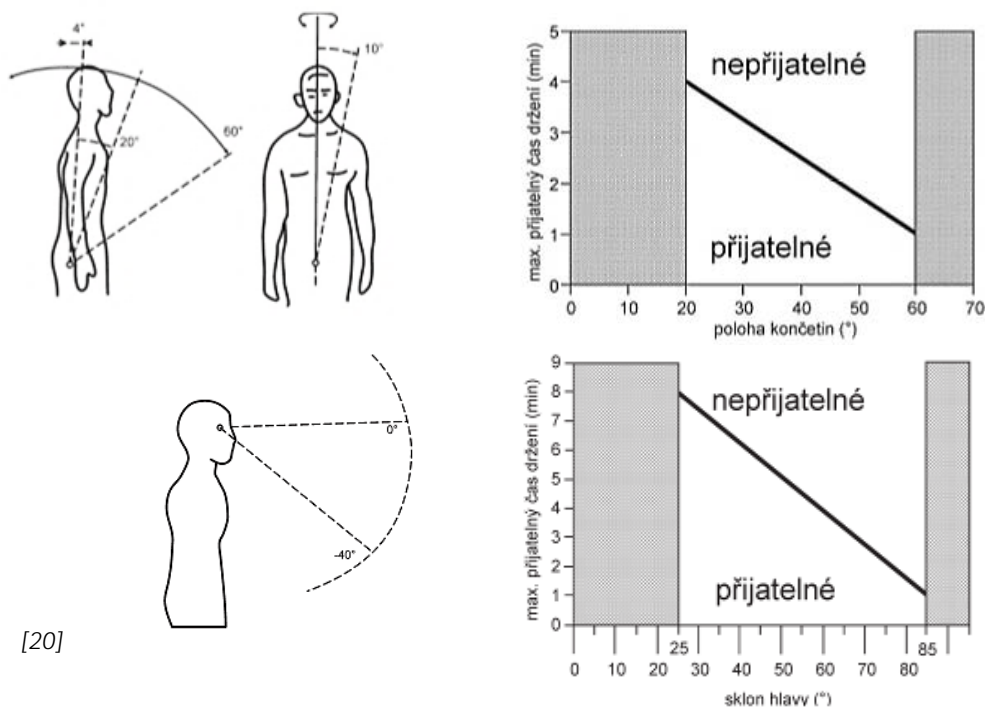 4°
20°
60°
10°
5
4
3
2
1
0
max. přijatelný čas držení (min)
nepřijatelné
přijatelné
0 10 20 30 40 50 60 70
poloha končetin (°)
0°
-40°
[20]
9
8
7
6
5
4
3
2
1
0
max. přijatelný čas držení (min)
nepřijatelné
přijatelné
25 85
0 10 20 30 40 50 60 70 80
sklon hlavy (°)